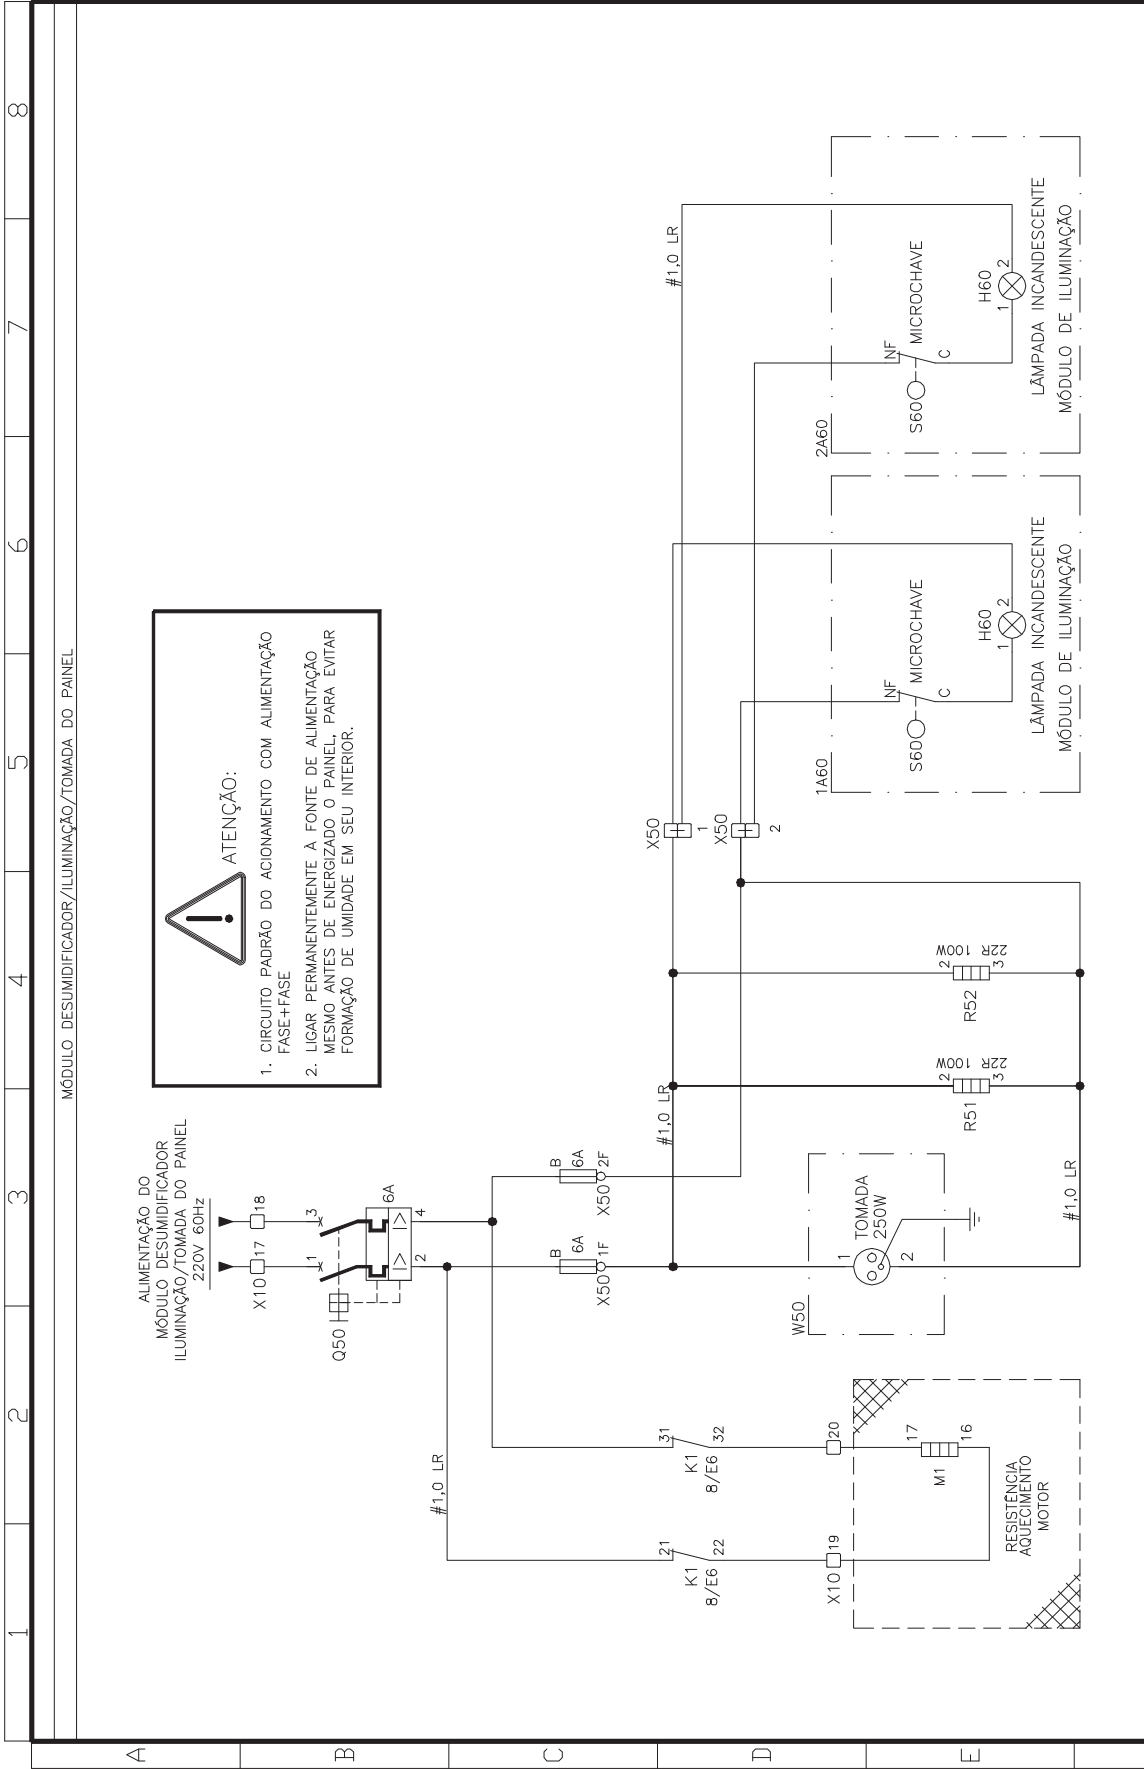 1 2 3 4 5 6 7 8
A
B
C
D
E
MÓDULO DESUMIDIFICADOR/ILUMINAÇÃO/TOMADA DO PAINEL
ALIMENTAÇÃO DO
MÓDULO DESUMIDIFICADOR
ILUMINAÇÃO/TOMADA DO PAINEL
220V 60Hz
X10 17 18
1 3
Q50
6A
I> I>
2 4
ATENÇÃO:
1. CIRCUITO PADRÃO DO ACIONAMENTO COM ALIMENTAÇÃO
FASE+FASE
2. LIGAR PERMANENTEMENTE À FONTE DE ALIMENTAÇÃO
MESMO ANTES DE ENERGIZADO O PAINEL, PARA EVITAR
FORMAÇÃO DE UMIDADE EM SEU INTERIOR.
#1,0 LR
B
6A
X50 1F
B
6A
X50 2F
#1,0 LR
#1,0 LR
X50
1
X50
2
21
K1
8/E6
22
31
K1
8/E6
32
X10 19
20
17
M1
16
RESISTÊNCIA
AQUECIMENTO
MOTOR
W50
1
TOMADA
250W
2
#1,0 LR
2
R51
22R 100W
3
2
R52
22R 100W
3
1A60
NF
S60
MICROCHAVE
C
H60
1 2
LÂMPADA INCANDESCENTE
MÓDULO DE ILUMINAÇÃO
2A60
NF
S60
MICROCHAVE
C
H60
1 2
LÂMPADA INCANDESCENTE
MÓDULO DE ILUMINAÇÃO